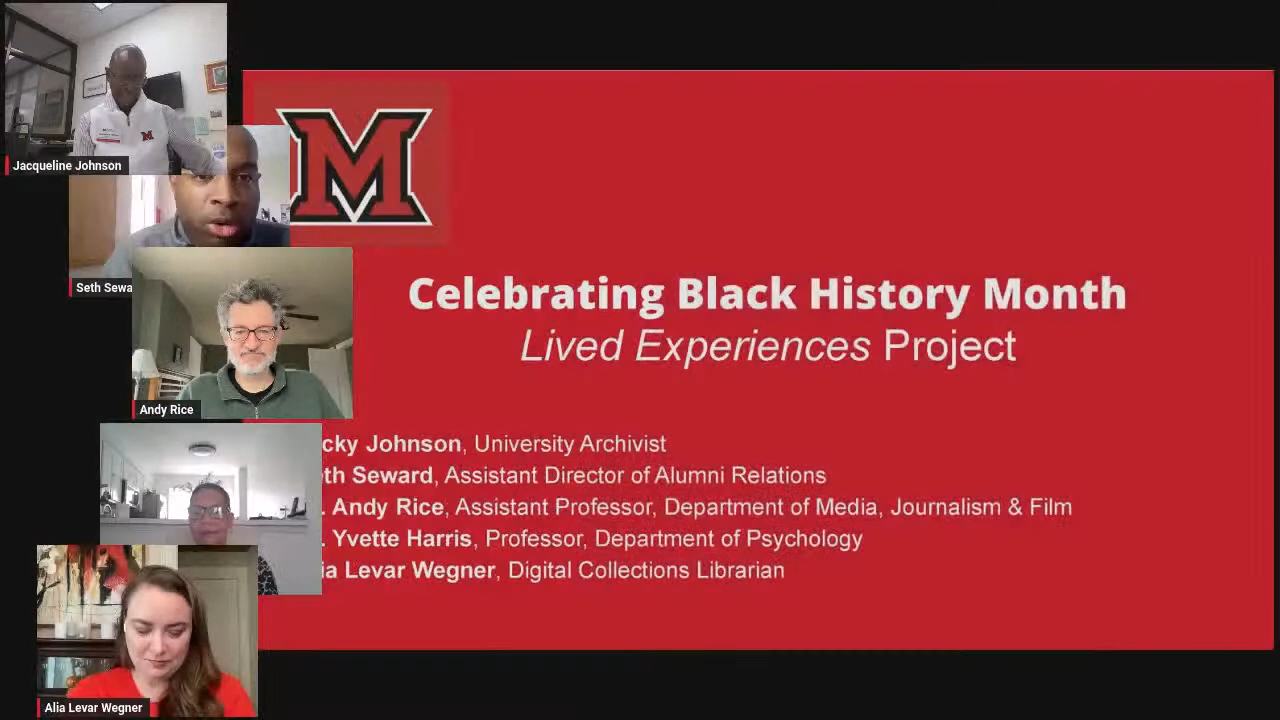 Jacqueline Johnson
Seth Sewa
Andy Rice
Alia Levar Wegner
M
Celebrating Black History Month
Lived Experiences Project
cky Johnson, University Archivist
eth Seward, Assistant Director of Alumni Relations
. Andy Rice, Assistant Professor, Department of Media, Journalism & Film
. Yvette Harris, Professor, Department of Psychology
ia Levar Wegner, Digital Collections Librarian